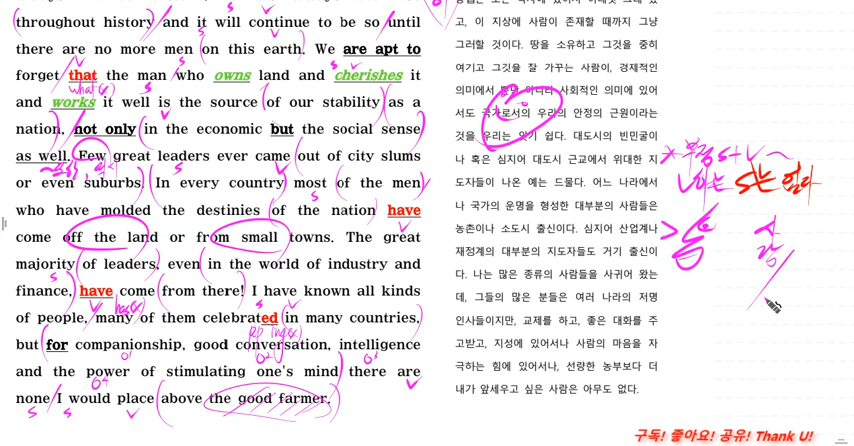 (throughout history) and it will continue to be so until
there are no more men (on this earth). We are apt to
forget that the man who owns land and cherishes it
what(x)
and works it well is the source of our stability as a
nation, not only in the economic but the social sense
as well. Few great leaders ever came out of city slums
or even suburbs. In every country most of the men
who have molded the destinies of the nation have
come off the land or from small towns. The great
majority of leaders, even in the world of industry and
finance, have come from there! I have known all kinds
has(x)
of people, many of them celebrated in many countries,
pp ing(x)
but for companionship, good conversation, intelligence
and the power of stimulating one's mind there are
none I would place above the good farmer.
고, 이 지상에 사람이 존재할 때까지 그냥
그러할 것이다. 땅을 소유하고 그것을 중히
여기고 그것을 잘 가꾸는 사람이, 경제적인
의미에서 뿐만 아니라 사회적인 의미에 있어
서도 국가로서의 우리의 안정의 근원이라는
것을 우리는 잊기 쉽다. 대도시의 빈민굴이
나 혹은 심지어 대도시 근교에서 위대한 지
도자들이 나온 예는 드물다. 어느 나라에서
나 국가의 운명을 형성한 대부분의 사람들은
농촌이나 소도시 출신이다. 심지어 산업계나
재정계의 대부분의 지도자들도 거기 출신이
다. 나는 많은 종류의 사람들을 사귀어 왔는
데, 그들의 많은 분들은 여러 나라의 저명
인사들이지만, 교제를 하고, 좋은 대화를 주
고받고, 지성에 있어서나 사람의 마음을 자
극하는 힘에 있어서나, 선량한 농부보다 더
내가 앞세우고 싶은 사람은 아무도 없다.
S는 없다
사람
구독! 좋아요! 공유! Thank U!